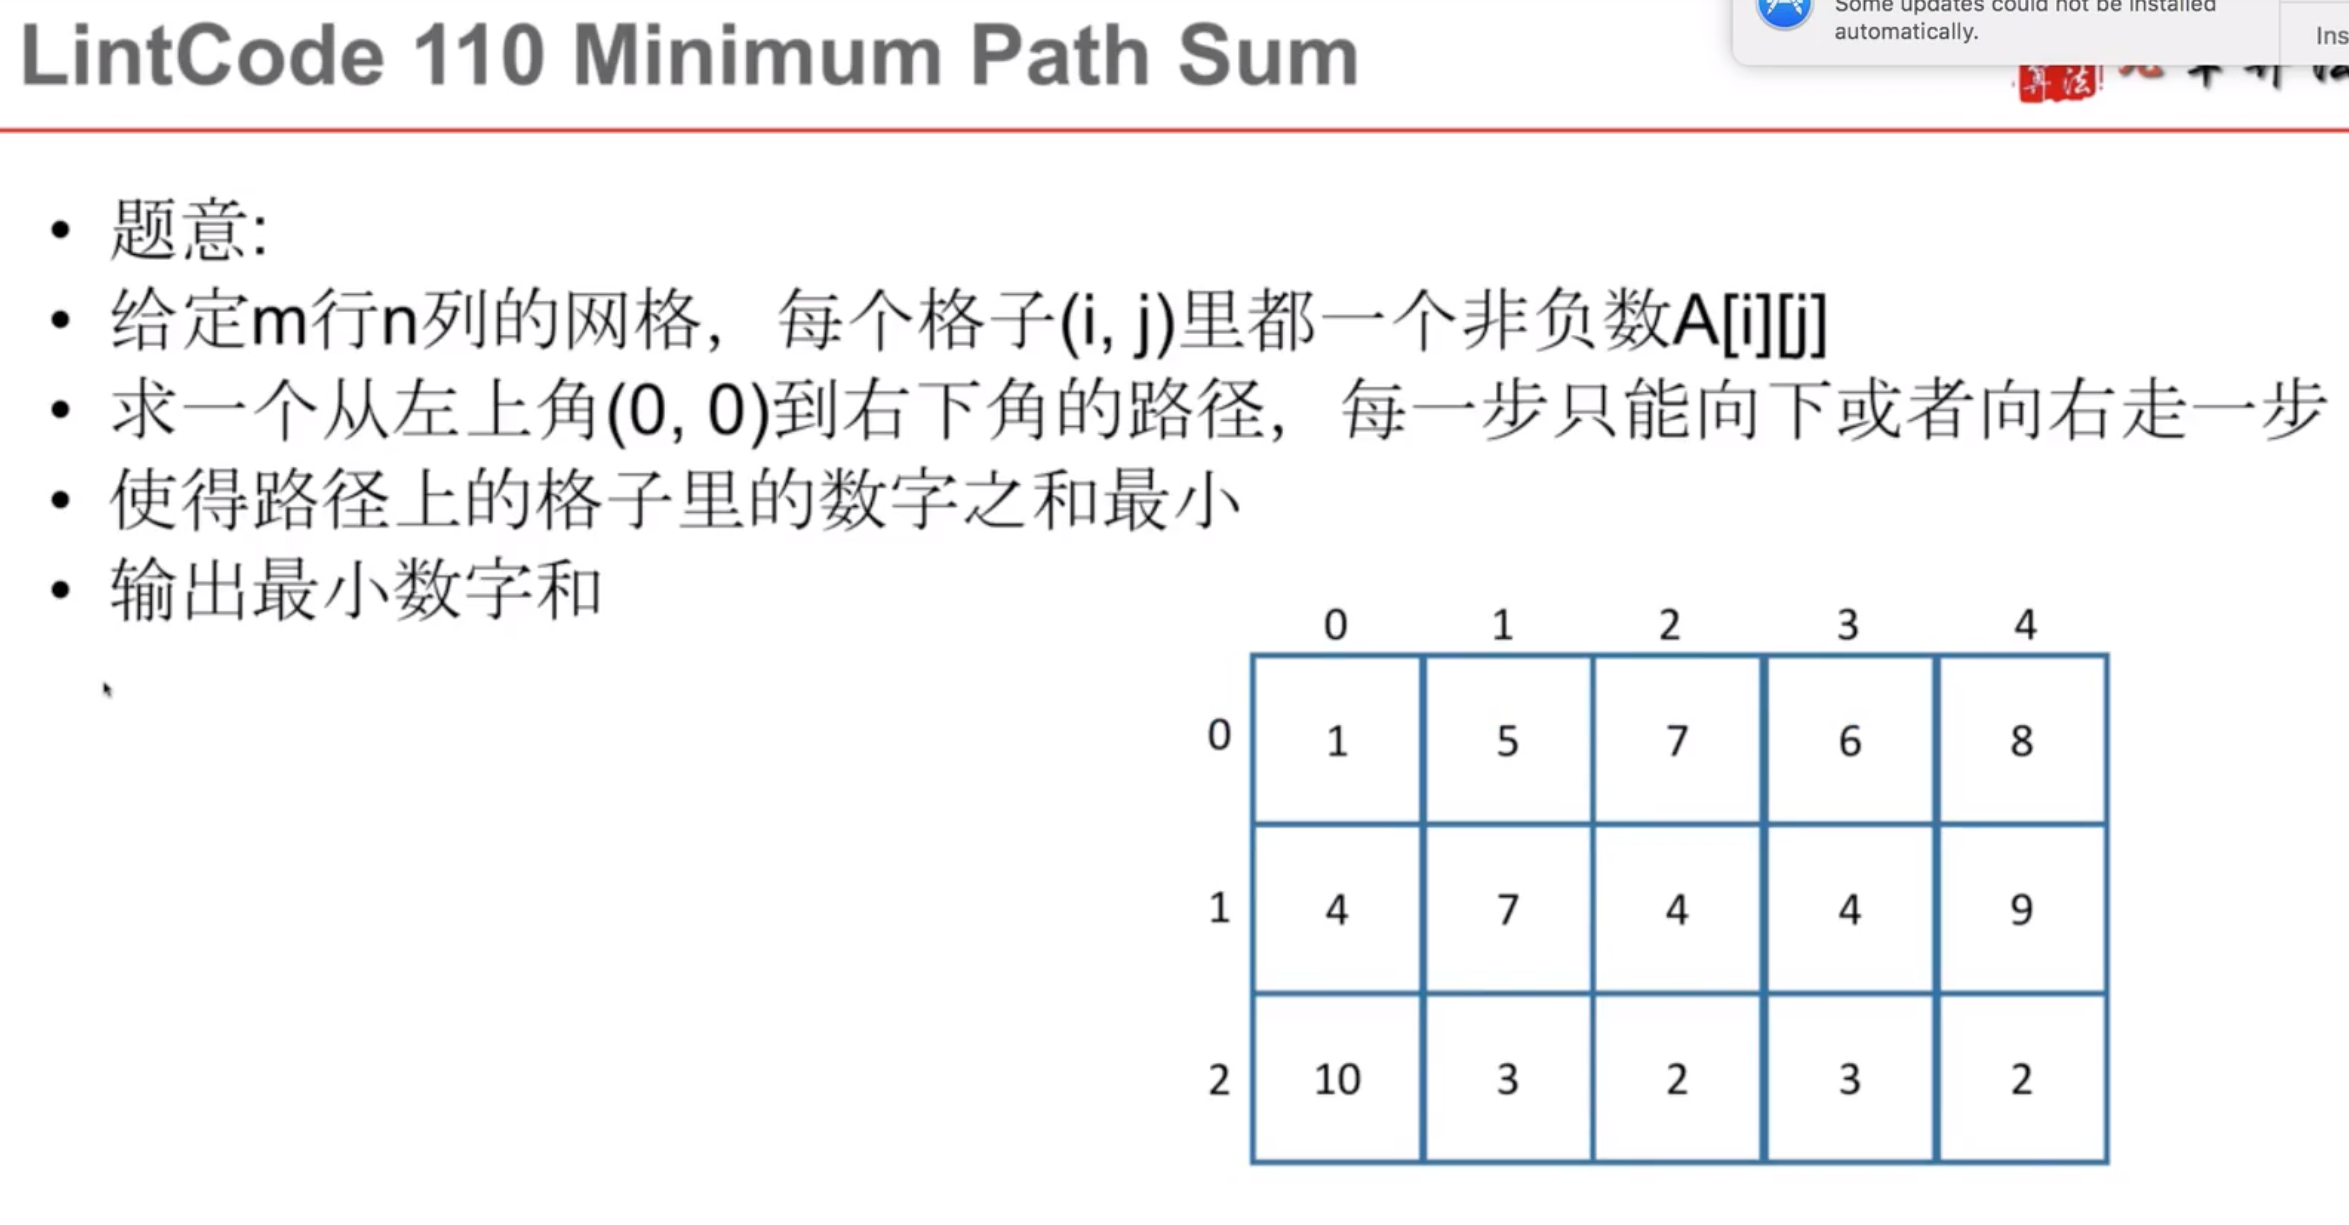 LintCode 110 Minimum Path Sum
Some updates could not be installed
automatically.
算法
• 题意:
• 给定m行n列的网格，每个格子(i, j)里都一个非负数A[i][j]
• 求一个从左上角(0, 0)到右下角的路径，每一步只能向下或者向右走一步
• 使得路径上的格子里的数字之和最小
• 输出最小数字和
0 1 2 3 4
0 1 5 7 6 8
1 4 7 4 4 9
2 10 3 2 3 2